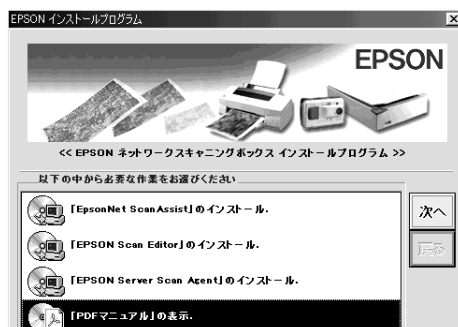 EPSON インストールプログラム
EPSON
<< EPSON ネットワークスキャニングボックス インストールプログラム >>
以下の中から必要な作業をお選びください
「EpsonNet ScanAssist」のインストール.
「EPSON Scan Editor」のインストール.
「EPSON Server Scan Agent」のインストール.
「PDFマニュアル」の表示.
次へ
戻る